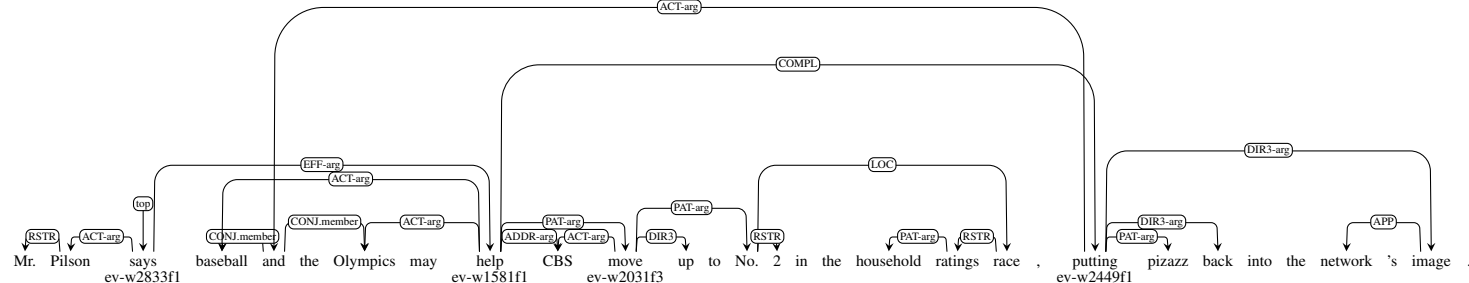 ACT-arg
COMPL
DIR3-arg
EFF-arg LOC
ACT-arg
top PAT-arg
CONJ.member ACT-arg PAT-arg DIR3-arg APP
RSTR ACT-arg CONJ.member ADDR-arg ACT-arg DIR3 RSTR PAT-arg RSTR PAT-arg
Mr. Pilson says baseball and the Olympics may help CBS move up to No. 2 in the household ratings race , putting pizazz back into the network 's image .
ev-w2833f1 ev-w1581f1 ev-w2031f3 ev-w2449f1